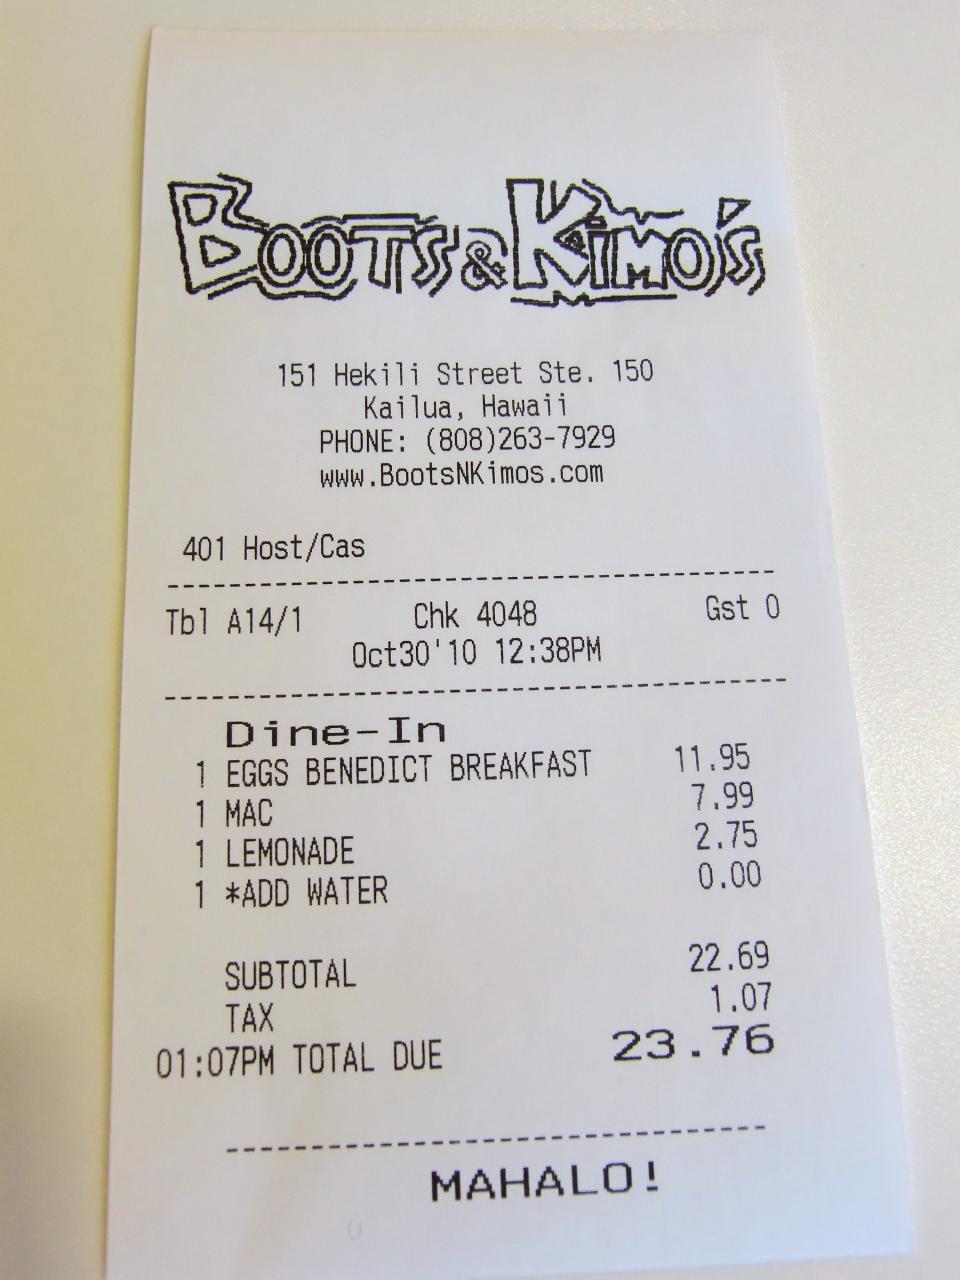 BOOTS & KIMO'S
151 Hekili Street Ste. 150
Kailua, Hawaii
PHONE: (808)263-7929
www.BootsNKimos.com
401 Host/Cas
Tbl A14/1 Chk 4048 Gst 0
Oct30'10 12:38PM
Dine-In
1 EGGS BENEDICT BREAKFAST 11.95
1 MAC 7.99
1 LEMONADE 2.75
1 *ADD WATER 0.00
SUBTOTAL 22.69
TAX 1.07
01:07PM TOTAL DUE 23.76
MAHALO!